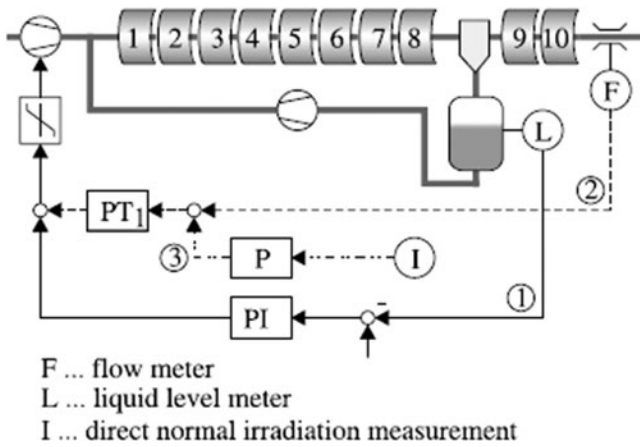 1 2 3 4 5 6 7 8 9 10
F
L
②
PT1
③
P
I
①
PI
-
F ... flow meter
L ... liquid level meter
I ... direct normal irradiation measurement